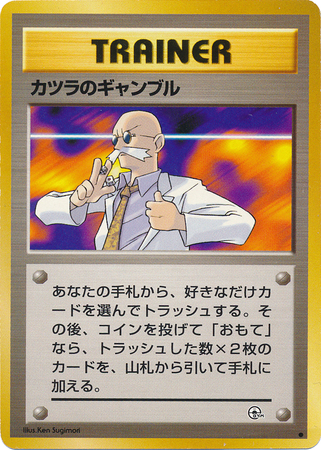 TRAINER
カツラのギャンブル
あなたの手札から、好きなだけカー
ドを選んでトラッシュする。そ
の後、コインを投げて「おもて」
なら、トラッシュした数×2枚の
カードを、山札から引いて手札に
加える。
Illus.Ken Sugimori
GYM